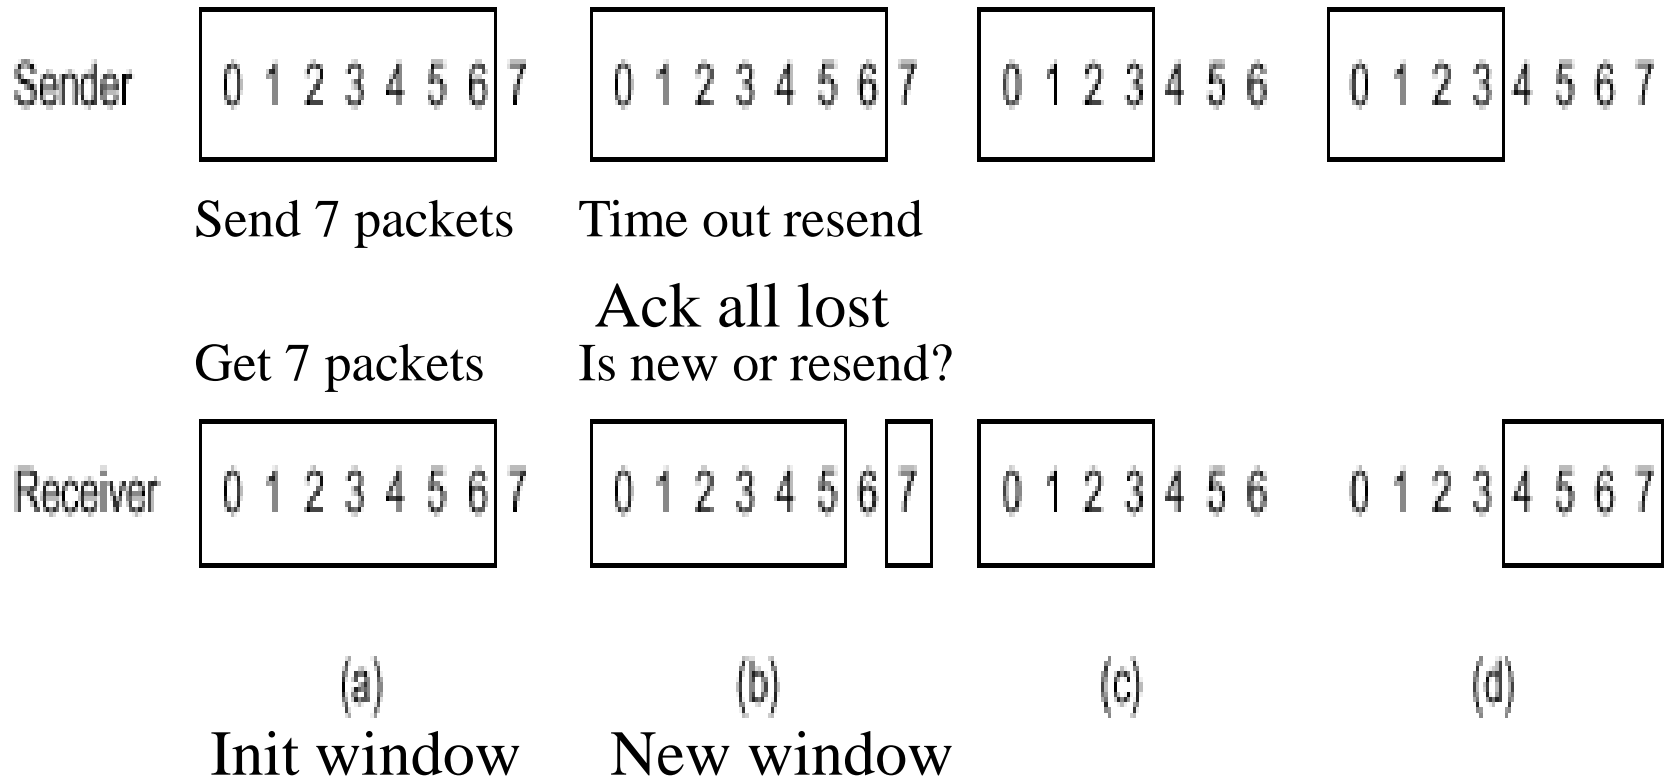 Sender 0 1 2 3 4 5 6 7 0 1 2 3 4 5 6 7 0 1 2 3 4 5 6 0 1 2 3 4 5 6 7
Send 7 packets Time out resend
Ack all lost
Get 7 packets Is new or resend?
Receiver 0 1 2 3 4 5 6 7 0 1 2 3 4 5 6 7 0 1 2 3 4 5 6 0 1 2 3 4 5 6 7
(a) (b) (c) (d)
Init window New window